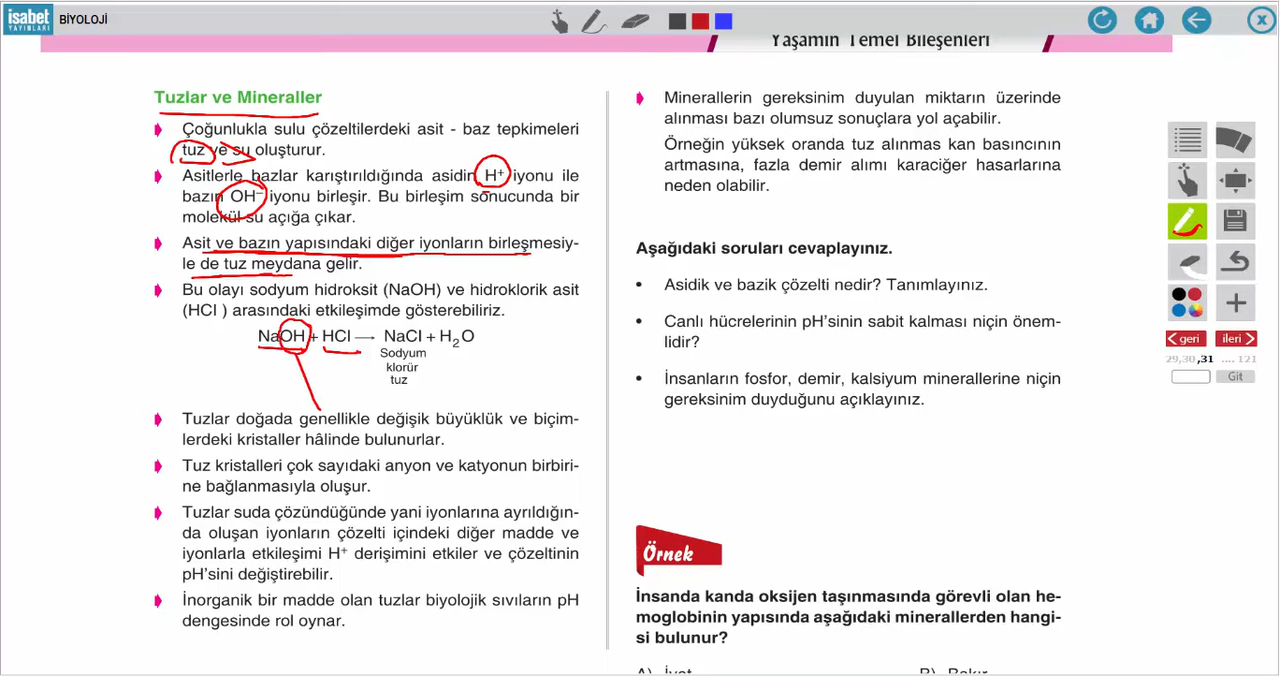 isabet
YAYINLARI
BİYOLOJİ
Yaşamın Temel Bileşenleri
Tuzlar ve Mineraller
Çoğunlukla sulu çözeltilerdeki asit - baz tepkimeleri
tuz ve su oluşturur.
Asitlerle bazlar karıştırıldığında asidin H⁺ iyonu ile
bazın OH⁻ iyonu birleşir. Bu birleşim sonucunda bir
molekül su açığa çıkar.
Asit ve bazın yapısındaki diğer iyonların birleşmesiy-
le de tuz meydana gelir.
Bu olayı sodyum hidroksit (NaOH) ve hidroklorik asit
(HCl ) arasındaki etkileşimde gösterebiliriz.
NaOH + HCl → NaCl + H₂O
Sodyum
klorür
tuz
Tuzlar doğada genellikle değişik büyüklük ve biçim-
lerdeki kristaller hâlinde bulunurlar.
Tuz kristalleri çok sayıdaki anyon ve katyonun birbiri-
ne bağlanmasıyla oluşur.
Tuzlar suda çözündüğünde yani iyonlarına ayrıldığın-
da oluşan iyonların çözelti içindeki diğer madde ve
iyonlarla etkileşimi H⁺ derişimini etkiler ve çözeltinin
pH'sini değiştirebilir.
İnorganik bir madde olan tuzlar biyolojik sıvıların pH
dengesinde rol oynar.
Minerallerin gereksinim duyulan miktarın üzerinde
alınması bazı olumsuz sonuçlara yol açabilir.
Örneğin yüksek oranda tuz alınmas kan basıncının
artmasına, fazla demir alımı karaciğer hasarlarına
neden olabilir.
Aşağıdaki soruları cevaplayınız.
• Asidik ve bazik çözelti nedir? Tanımlayınız.
• Canlı hücrelerinin pH'sinin sabit kalması niçin önem-
lidir?
• İnsanların fosfor, demir, kalsiyum minerallerine niçin
gereksinim duyduğunu açıklayınız.
Örnek
İnsanda kanda oksijen taşınmasında görevli olan he-
moglobinin yapısında aşağıdaki minerallerden hangi-
si bulunur?
A) İyot B) Bakır
geri ileri
29,30,31 .... 121
Git